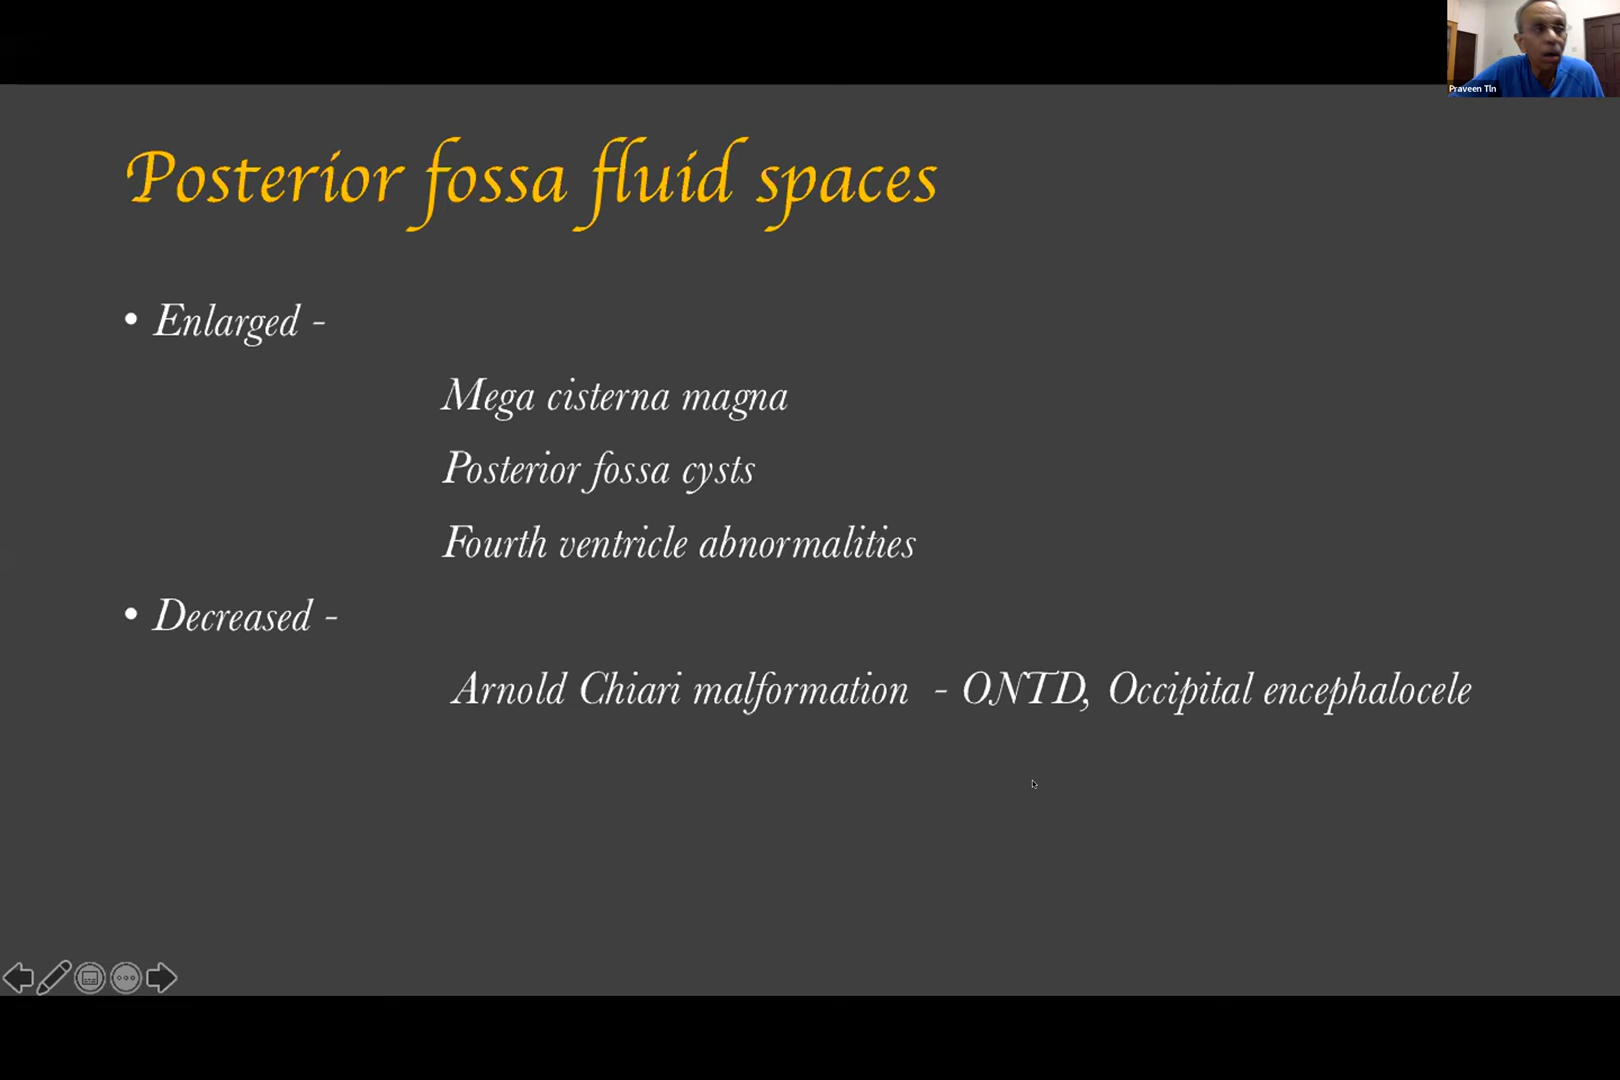 Praveen Tln
Posterior fossa fluid spaces
• Enlarged -
Mega cisterna magna
Posterior fossa cysts
Fourth ventricle abnormalities
• Decreased -
Arnold Chiari malformation - ONTD, Occipital encephalocele